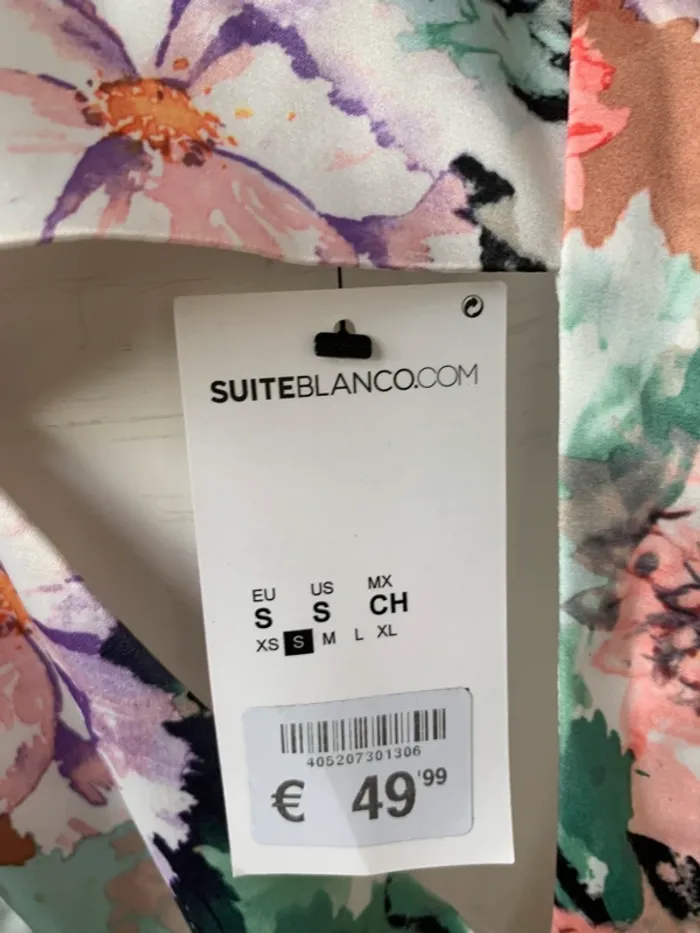 SUITEBLANCO.COM
EU US MX
S S CH
XS S M L XL
405207301306
€ 49'99